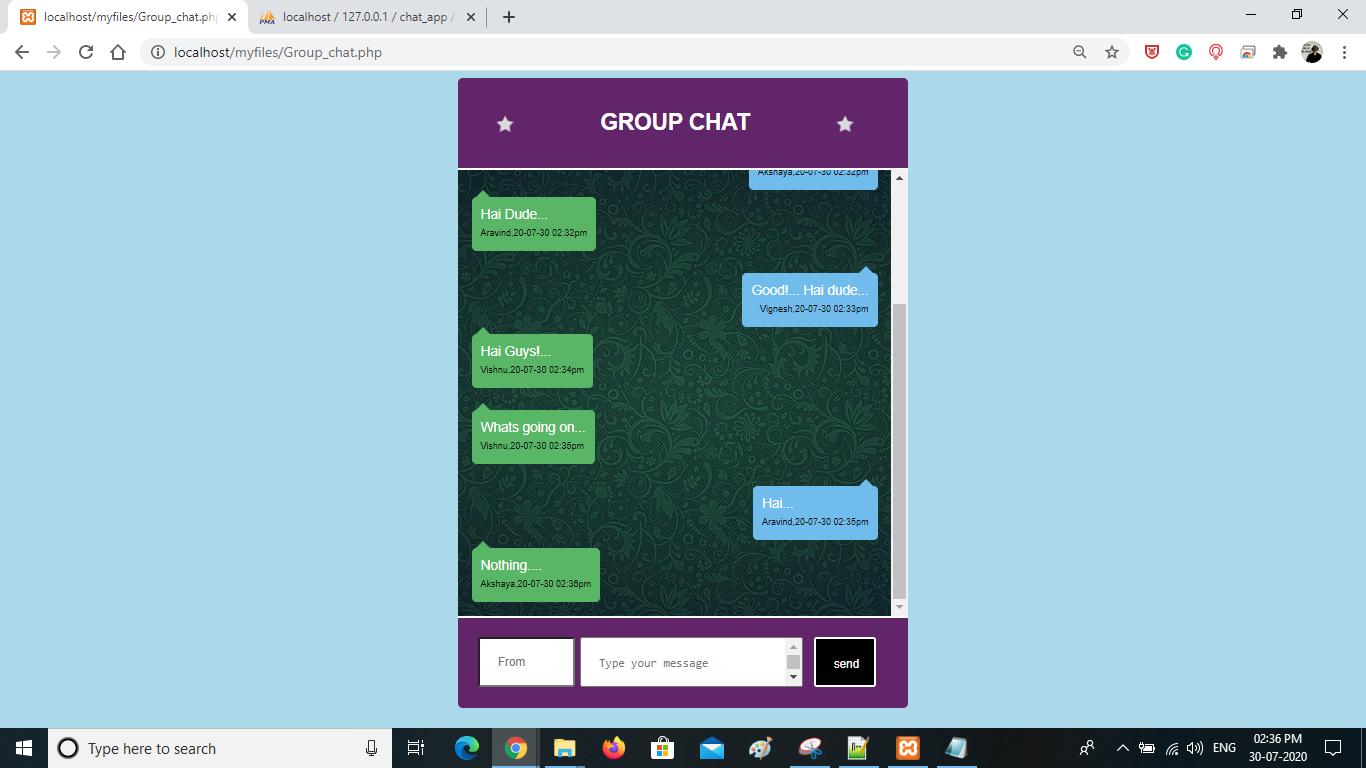 localhost/myfiles/Group_chat.php
localhost / 127.0.0.1 / chat_app /
localhost/myfiles/Group_chat.php
GROUP CHAT
Akshaya,20-07-30 02:32pm
Hai Dude...
Aravind,20-07-30 02:32pm
Good!... Hai dude...
Vignesh,20-07-30 02:33pm
Hai Guys!...
Vishnu,20-07-30 02:34pm
Whats going on...
Vishnu,20-07-30 02:35pm
Hai...
Aravind,20-07-30 02:35pm
Nothing....
Akshaya,20-07-30 02:36pm
From
Type your message
send
Type here to search
ENG
02:36 PM
30-07-2020